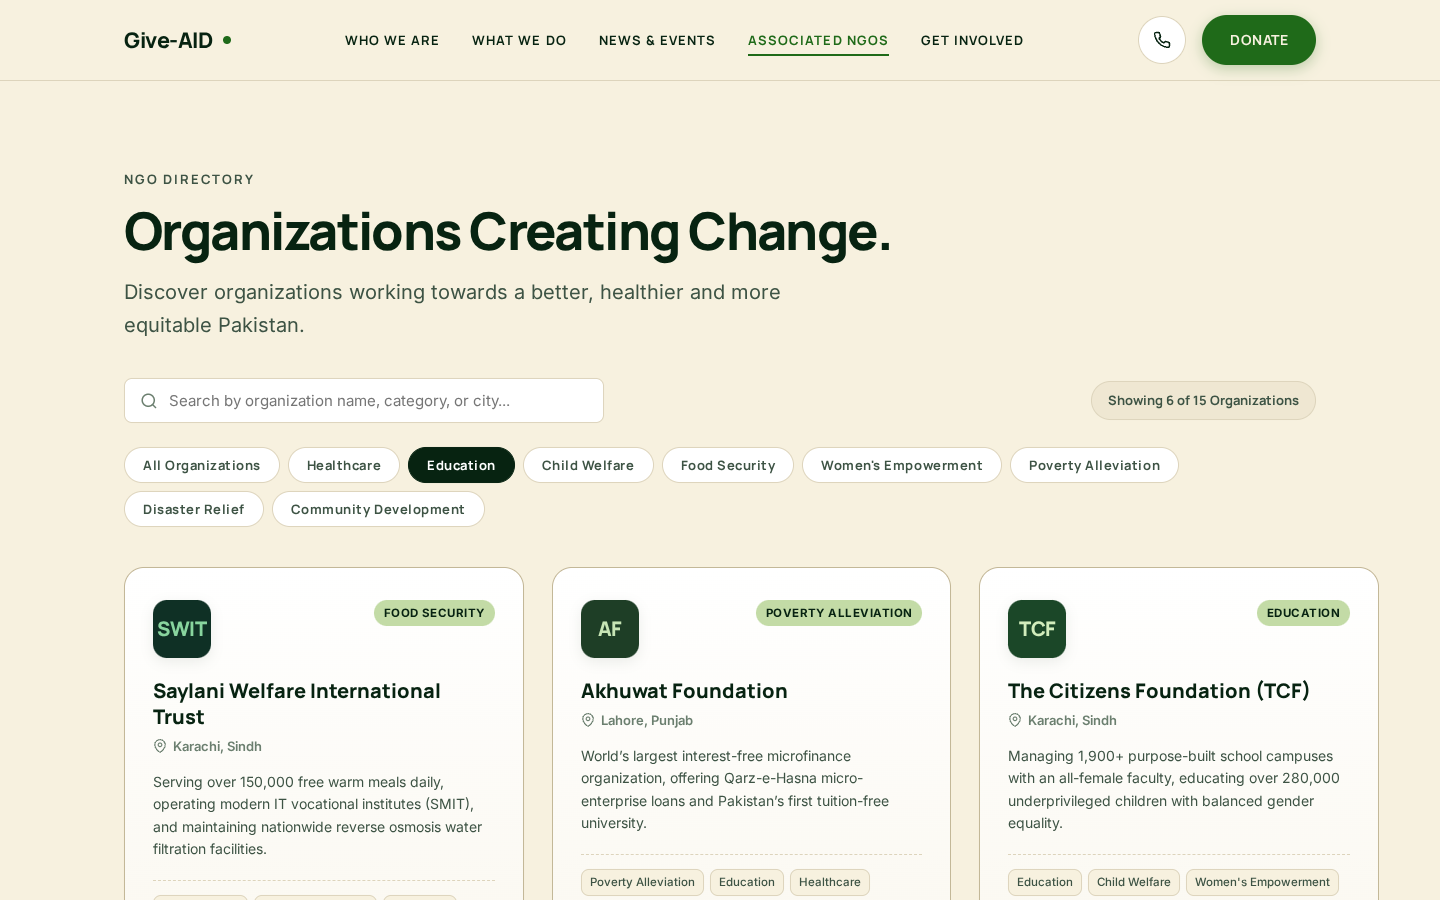 Give-AID
WHO WE ARE
WHAT WE DO
NEWS & EVENTS
ASSOCIATED NGOS
GET INVOLVED
DONATE
NGO DIRECTORY
Organizations Creating Change.
Discover organizations working towards a better, healthier and more
equitable Pakistan.
Search by organization name, category, or city...
Showing 6 of 15 Organizations
All Organizations
Healthcare
Education
Child Welfare
Food Security
Women's Empowerment
Poverty Alleviation
Disaster Relief
Community Development
SWIT
FOOD SECURITY
Saylani Welfare International
Trust
Karachi, Sindh
Serving over 150,000 free warm meals daily,
operating modern IT vocational institutes (SMIT),
and maintaining nationwide reverse osmosis water
filtration facilities.
AF
POVERTY ALLEVIATION
Akhuwat Foundation
Lahore, Punjab
World’s largest interest-free microfinance
organization, offering Qarz-e-Hasna micro-
enterprise loans and Pakistan’s first tuition-free
university.
Poverty Alleviation
Education
Healthcare
TCF
EDUCATION
The Citizens Foundation (TCF)
Karachi, Sindh
Managing 1,900+ purpose-built school campuses
with an all-female faculty, educating over 280,000
underprivileged children with balanced gender
equality.
Education
Child Welfare
Women's Empowerment